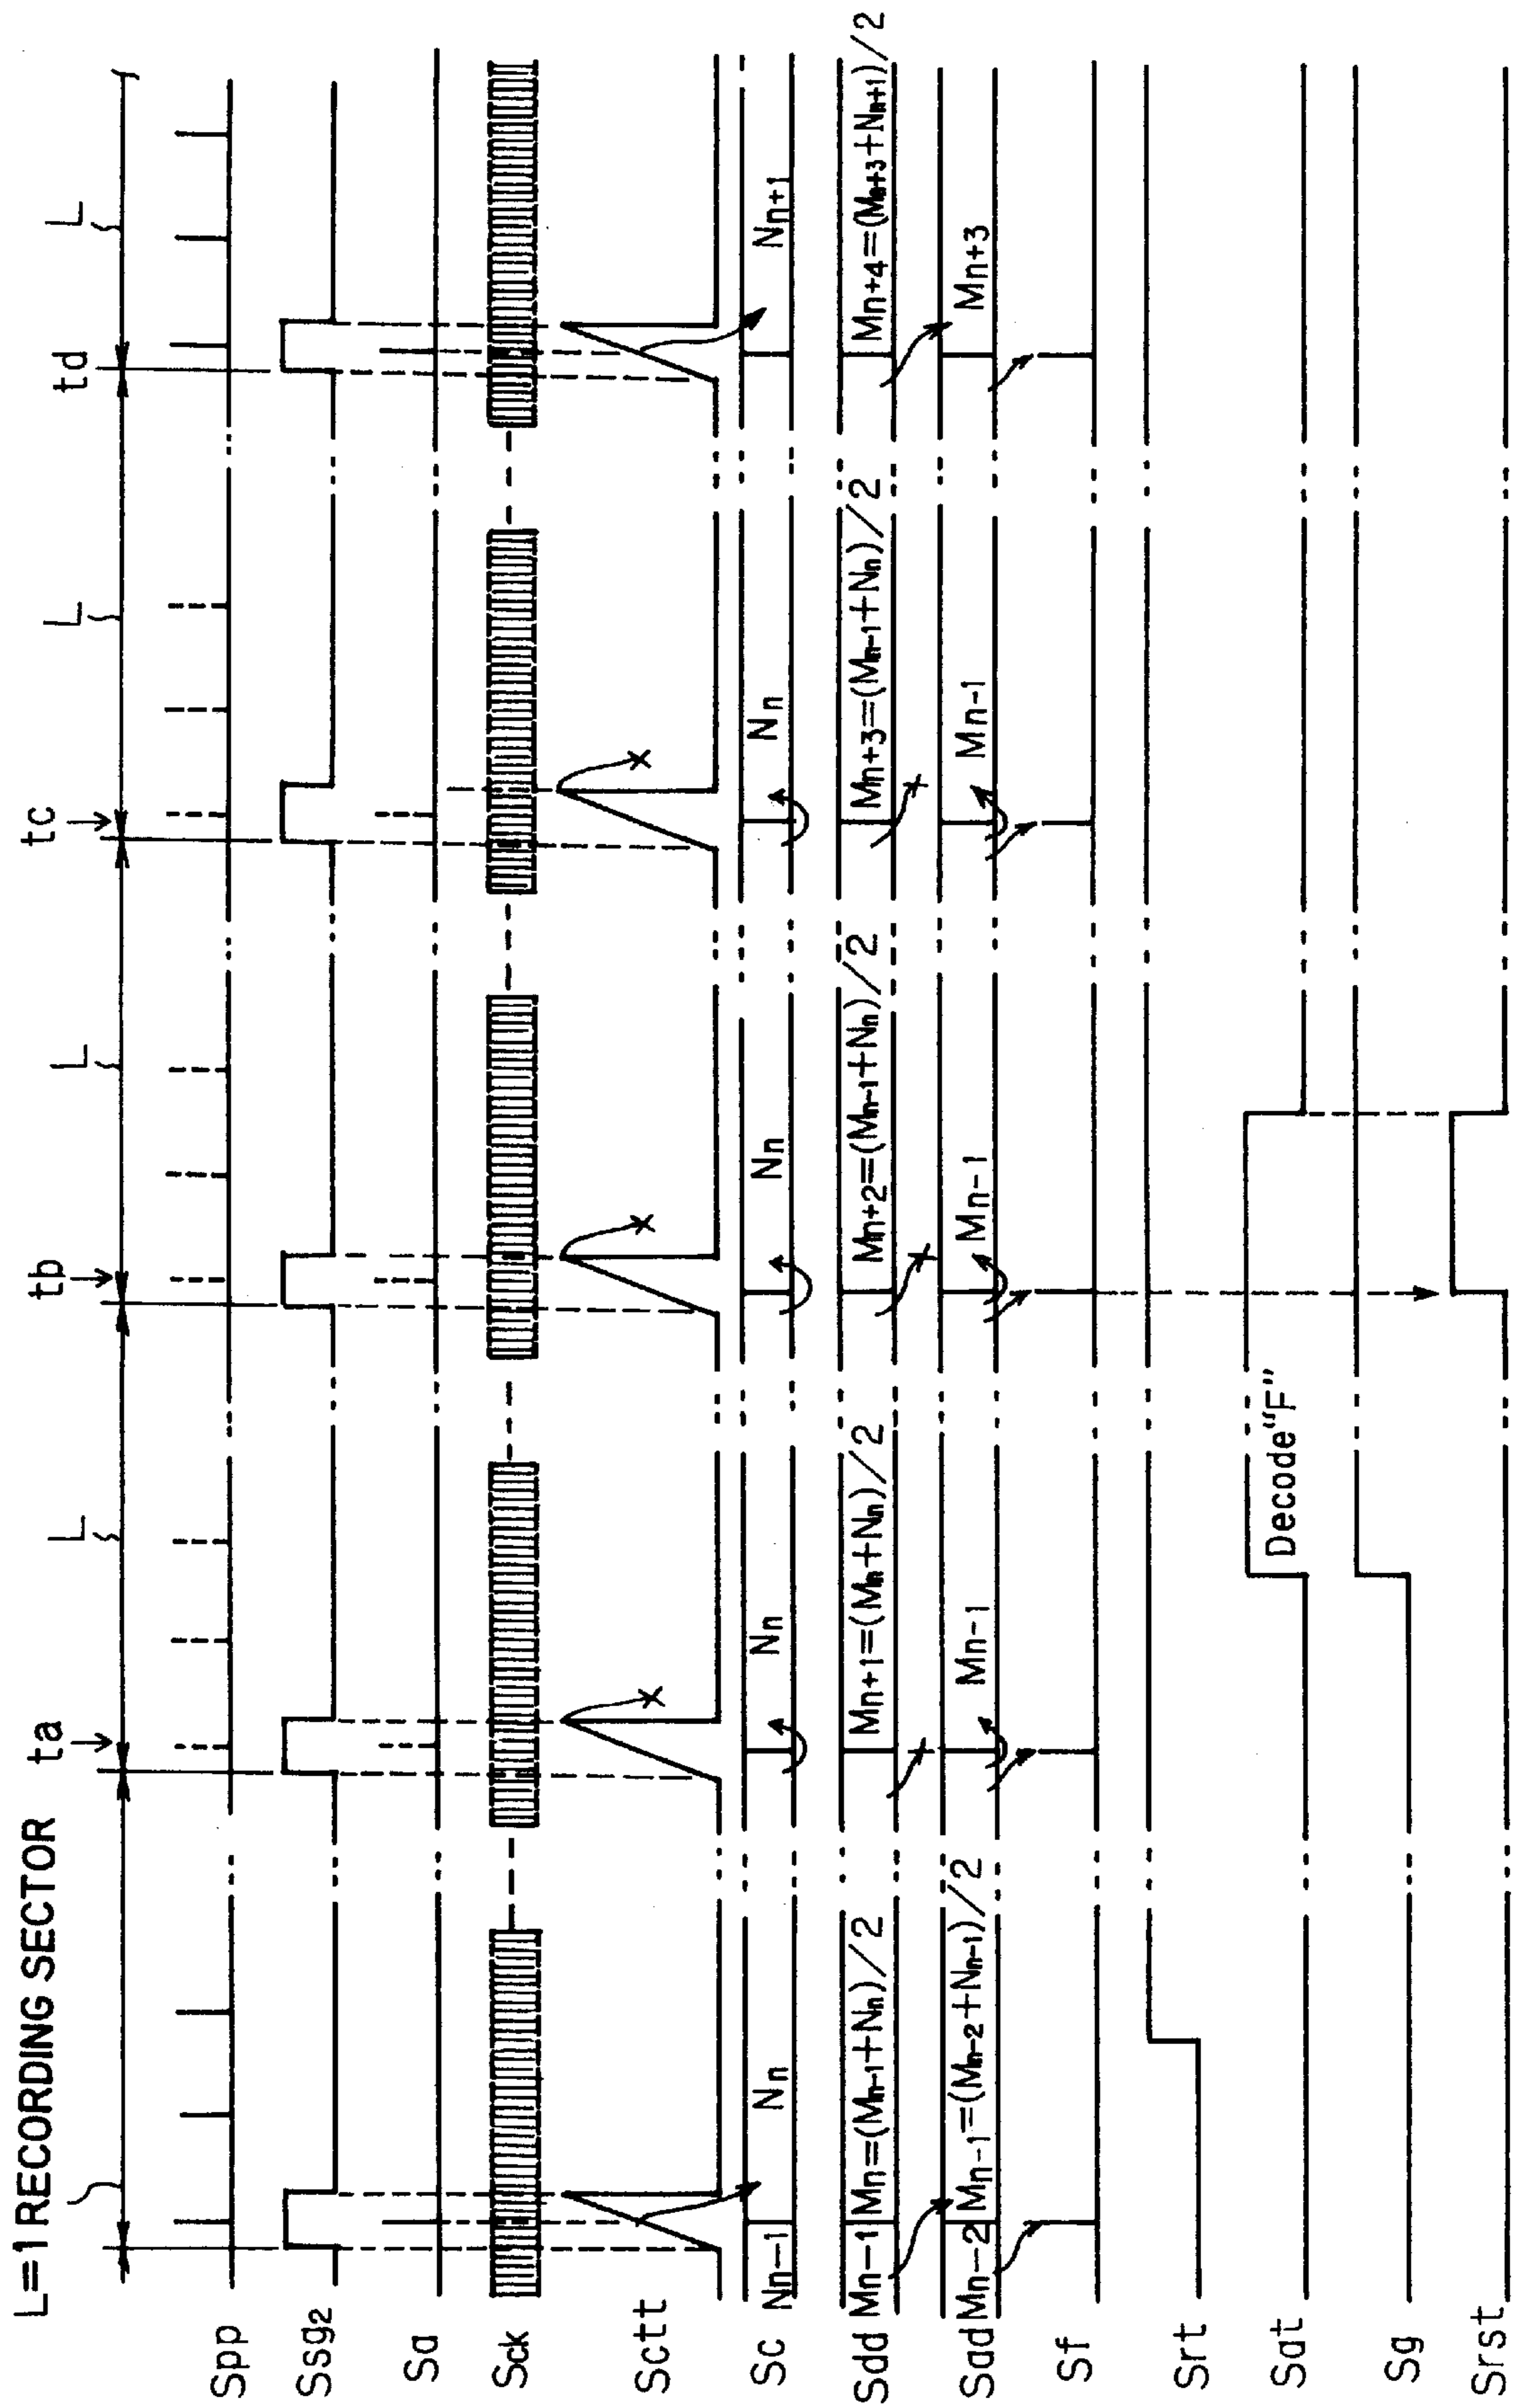 L=1 RECORDING SECTOR
ta
tb
tc
td
L
L
L
L
Spp
Ssg2
Sa
Sck
Sctt
Sc
Nn-1
Nn
Nn
Nn
Nn
Nn+1
Sdd
Mn-1
Mn=(Mn-1+Nn)/2
Mn+1=(Mn+Nn)/2
Mn+2=(Mn-1+Nn)/2
Mn+3=(Mn-1+Nn)/2
Mn+4=(Mn+3+Nn+1)/2
Sad
Mn-2
Mn-1=(Mn-2+Nn-1)/2
Mn-1
Mn-1
Mn-1
Mn+3
Sf
Srt
Sat
Decode"F"
Sg
Srst